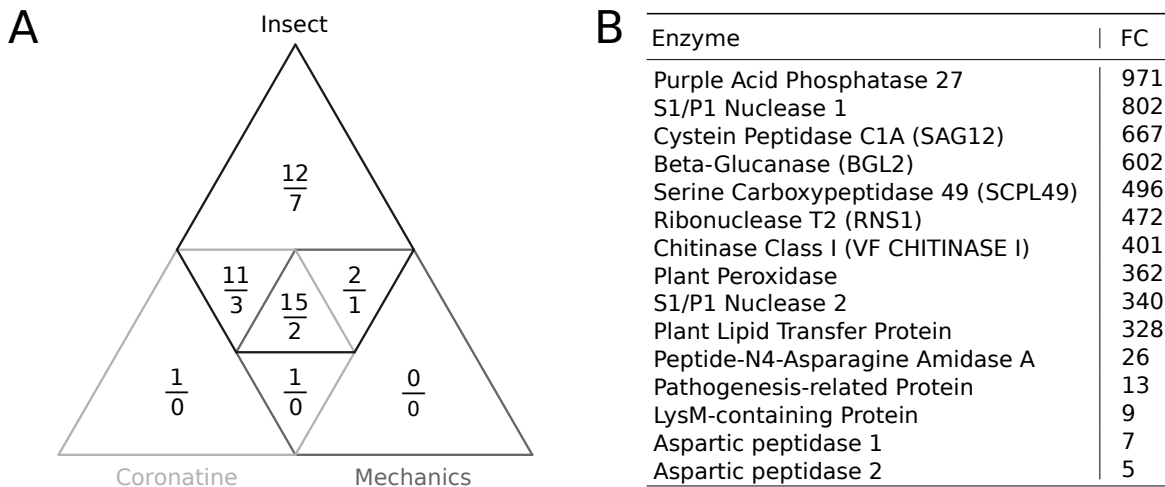 A
Insect
12
7
11
3
2
1
15
2
1
0
1
0
0
0
Coronatine
Mechanics
B
Enzyme FC
Purple Acid Phosphatase 27 971
S1/P1 Nuclease 1 802
Cystein Peptidase C1A (SAG12) 667
Beta-Glucanase (BGL2) 602
Serine Carboxypeptidase 49 (SCPL49) 496
Ribonuclease T2 (RNS1) 472
Chitinase Class I (VF CHITINASE I) 401
Plant Peroxidase 362
S1/P1 Nuclease 2 340
Plant Lipid Transfer Protein 328
Peptide-N4-Asparagine Amidase A 26
Pathogenesis-related Protein 13
LysM-containing Protein 9
Aspartic peptidase 1 7
Aspartic peptidase 2 5